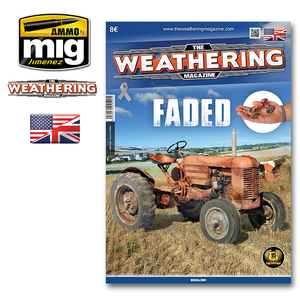 AMMO
mig
Jimenez
THE
WEATHERING
MAGAZINE
8€
www.theweatheringmagazine.com
THE
WEATHERING
MAGAZINE
FADED
ENGLISH